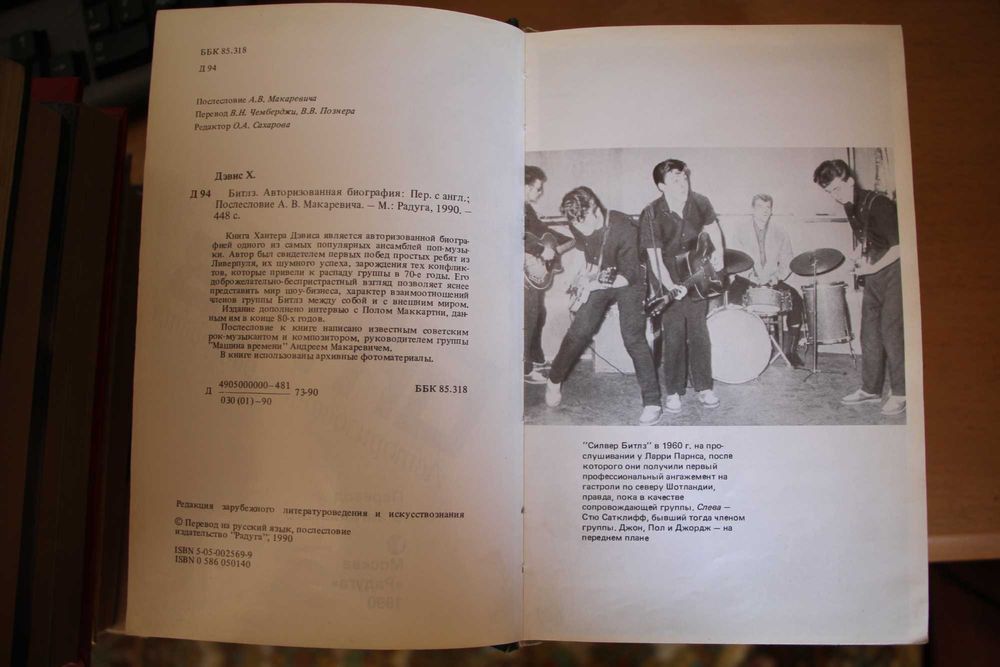 ББК 85.318
Д 94
Послесловие А.В. Макаревича
Перевод В.Н. Чемберджи, В.В. Познера
Редактор О.А. Сахарова
Дэвис Х.
Д 94 Битлз. Авторизованная биография: Пер. с англ.;
Послесловие А. В. Макаревича. — М.: Радуга, 1990. —
448 с.
Книга Хантера Дэвиса является авторизованной биогра-
фией одного из самых популярных ансамблей поп-музы-
ки. Автор был свидетелем первых побед простых ребят из
Ливерпуля, их шумного успеха, зарождения тех конфлик-
тов, которые привели к распаду группы в 70-е годы. Его
доброжелательно-беспристрастный взгляд позволяет яснее
представить мир шоу-бизнеса, характер взаимоотношений
членов группы Битлз между собой и с внешним миром.
Издание дополнено интервью с Полом Маккартни, дан-
ным им в конце 80-х годов.
Послесловие к книге написано известным советским
рок-музыкантом и композитором, руководителем группы
"Машина времени" Андреем Макаревичем.
В книге использованы архивные фотоматериалы.
Д 4905000000–481 73-90 ББК 85.318
030 (01)–90
Редакция зарубежного литературоведения и искусствознания
© Перевод на русский язык, послесловие
издательство "Радуга", 1990
ISBN 5-05-002569-9
ISBN 0 586 050140
"Силвер Битлз" в 1960 г. на про-
слушивании у Ларри Парнса, после
которого они получили первый
профессиональный ангажемент на
гастроли по северу Шотландии,
правда, пока в качестве
сопровождающей группы. Слева —
Стю Сатклифф, бывший тогда членом
группы. Джон, Пол и Джордж — на
переднем плане